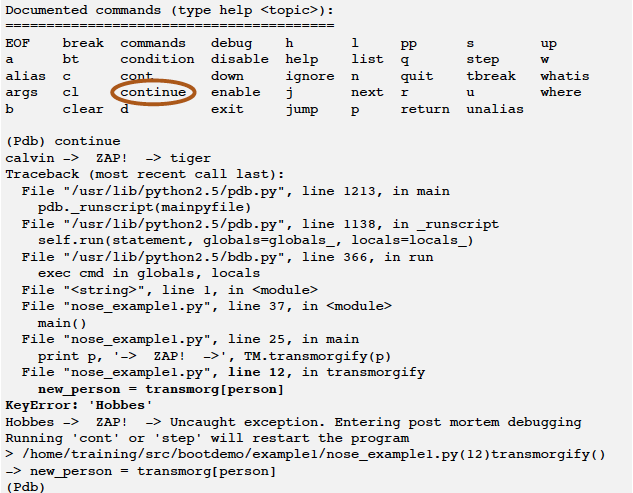 Documented commands (type help <topic>):
========================================
EOF    break  commands   debug    h       l     pp      s         up
a      bt     condition  disable  help    list  q       step      w
alias  c      cont       down     ignore  n     quit    tbreak    whatis
args   cl     continue   enable   j       next  r       u         where
b      clear  d          exit     jump    p     return  unalias
(Pdb) continue
calvin ->  ZAP!  -> tiger
Traceback (most recent call last):
  File "/usr/lib/python2.5/pdb.py", line 1213, in main
    pdb._runscript(mainpyfile)
  File "/usr/lib/python2.5/pdb.py", line 1138, in _runscript
    self.run(statement, globals=globals_, locals=locals_)
  File "/usr/lib/python2.5/bdb.py", line 366, in run
    exec cmd in globals, locals
  File "<string>", line 1, in <module>
  File "nose_example1.py", line 37, in <module>
    main()
  File "nose_example1.py", line 25, in main
    print p, '->  ZAP!  ->', TM.transmorgify(p)
  File "nose_example1.py", line 12, in transmorgify
    new_person = transmorg[person]
KeyError: 'Hobbes'
Hobbes ->  ZAP!  -> Uncaught exception. Entering post mortem debugging
Running 'cont' or 'step' will restart the program
> /home/training/src/bootdemo/example1/nose_example1.py(12)transmorgify()
-> new_person = transmorg[person]
(Pdb)